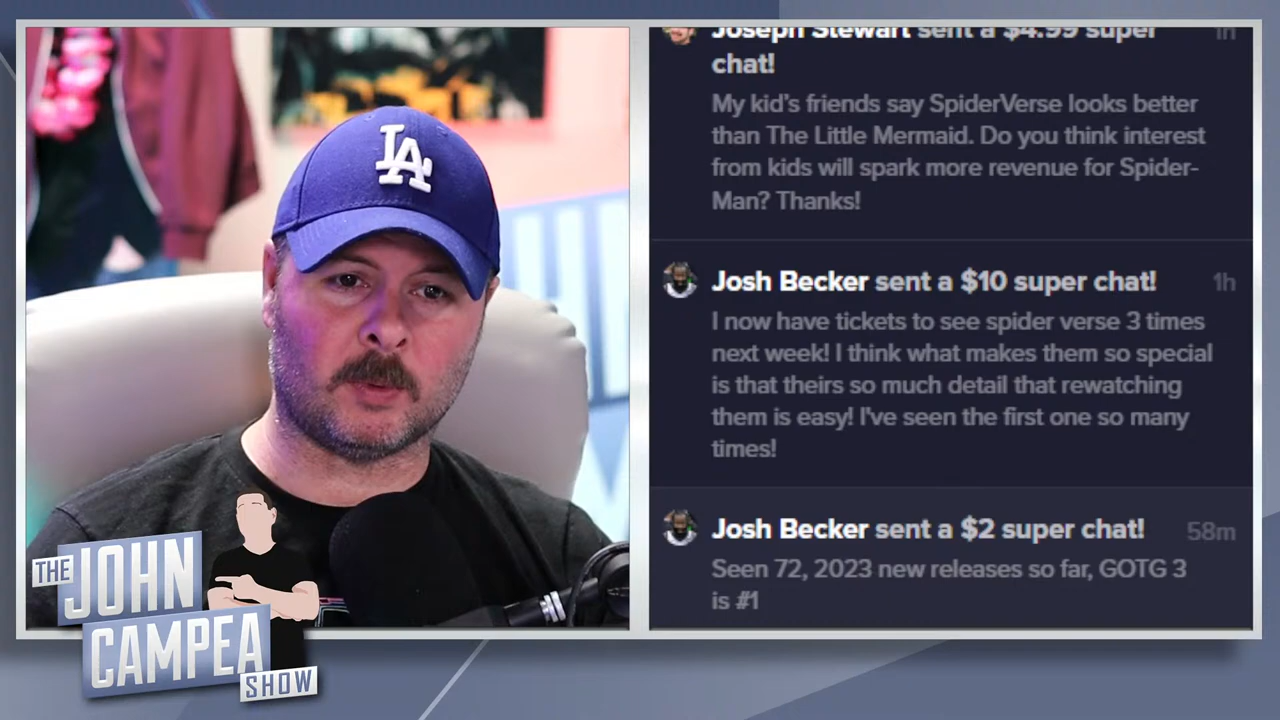 LA
Joseph Stewart sent a $4.99 super
1h
chat!
My kid's friends say SpiderVerse looks better
than The Little Mermaid. Do you think interest
from kids will spark more revenue for Spider-
Man? Thanks!
Josh Becker sent a $10 super chat!
1h
I now have tickets to see spider verse 3 times
next week! I think what makes them so special
is that theirs so much detail that rewatching
them is easy! I've seen the first one so many
times!
Josh Becker sent a $2 super chat!
58m
Seen 72, 2023 new releases so far, GOTG 3
is #1
THE
JOHN
CAMPEA
SHOW